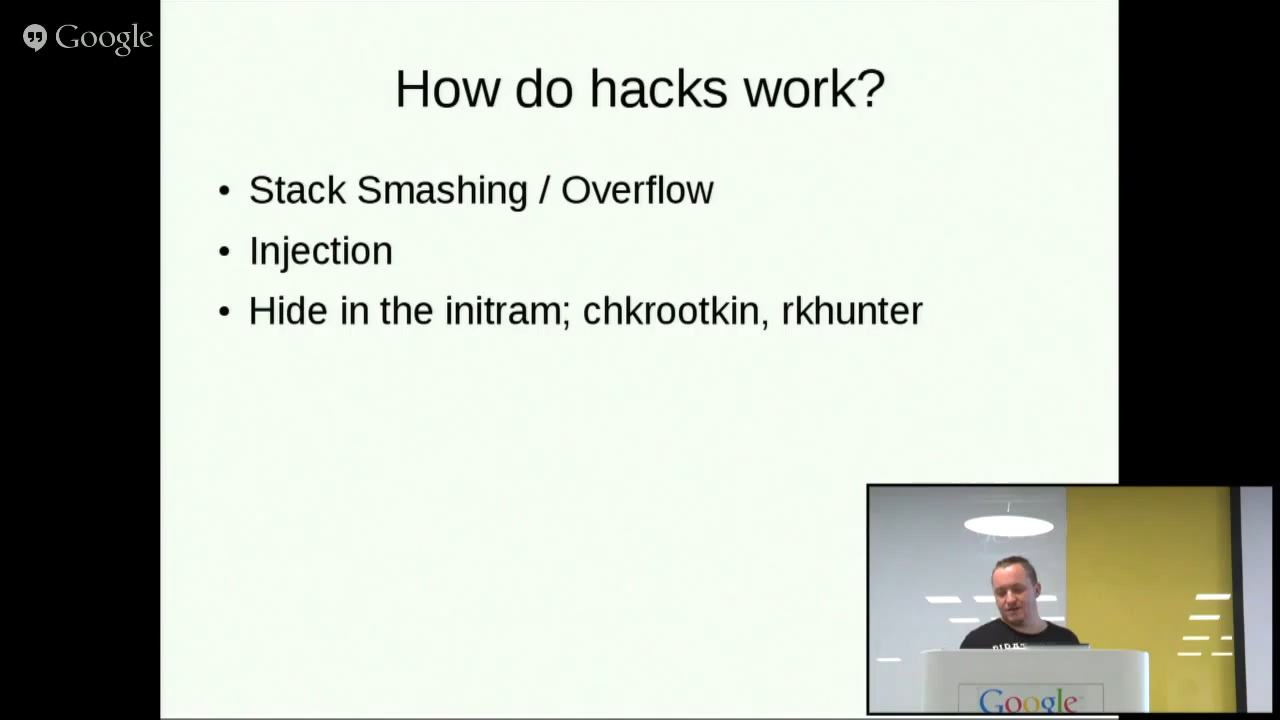 Google
How do hacks work?
• Stack Smashing / Overflow
• Injection
• Hide in the initram; chkrootkin, rkhunter
Google